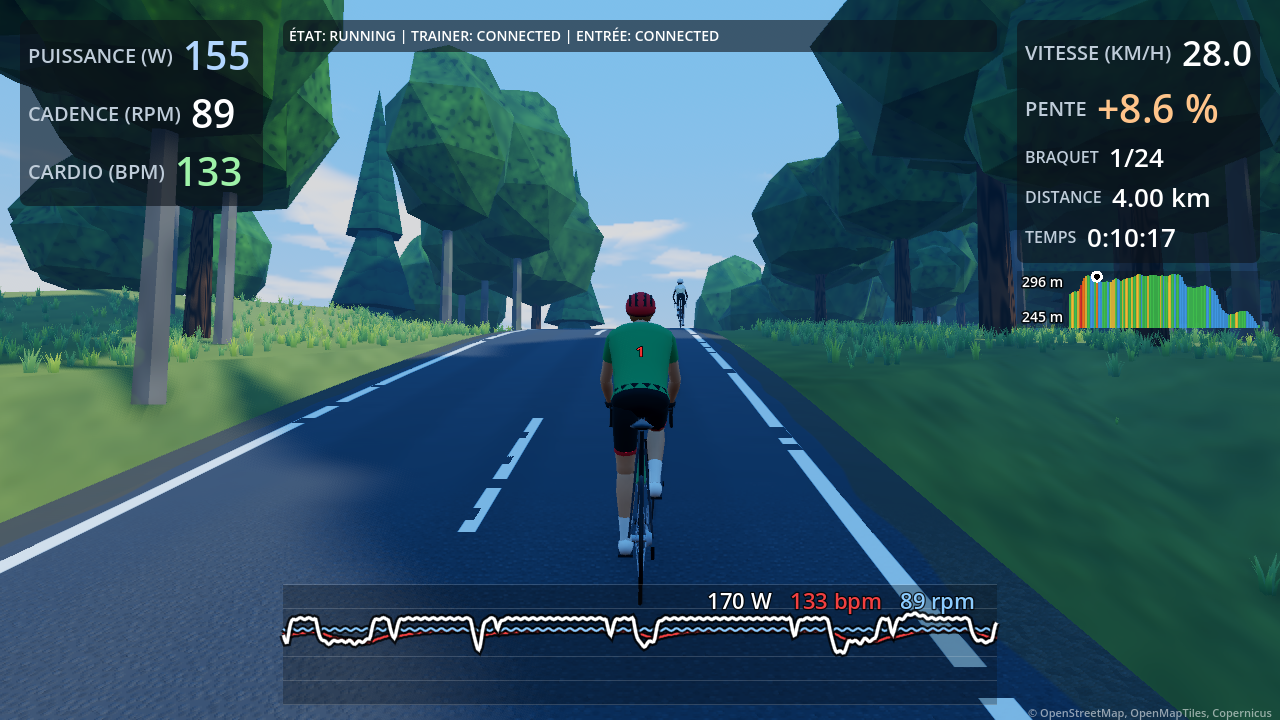 PUISSANCE (W) 155
CADENCE (RPM) 89
CARDIO (BPM) 133
ÉTAT: RUNNING | TRAINER: CONNECTED | ENTRÉE: CONNECTED
VITESSE (KM/H) 28.0
PENTE +8.6 %
BRAQUET 1/24
DISTANCE 4.00 km
TEMPS 0:10:17
296 m
245 m
1
170 W 133 bpm 89 rpm
© OpenStreetMap, OpenMapTiles, Copernicus